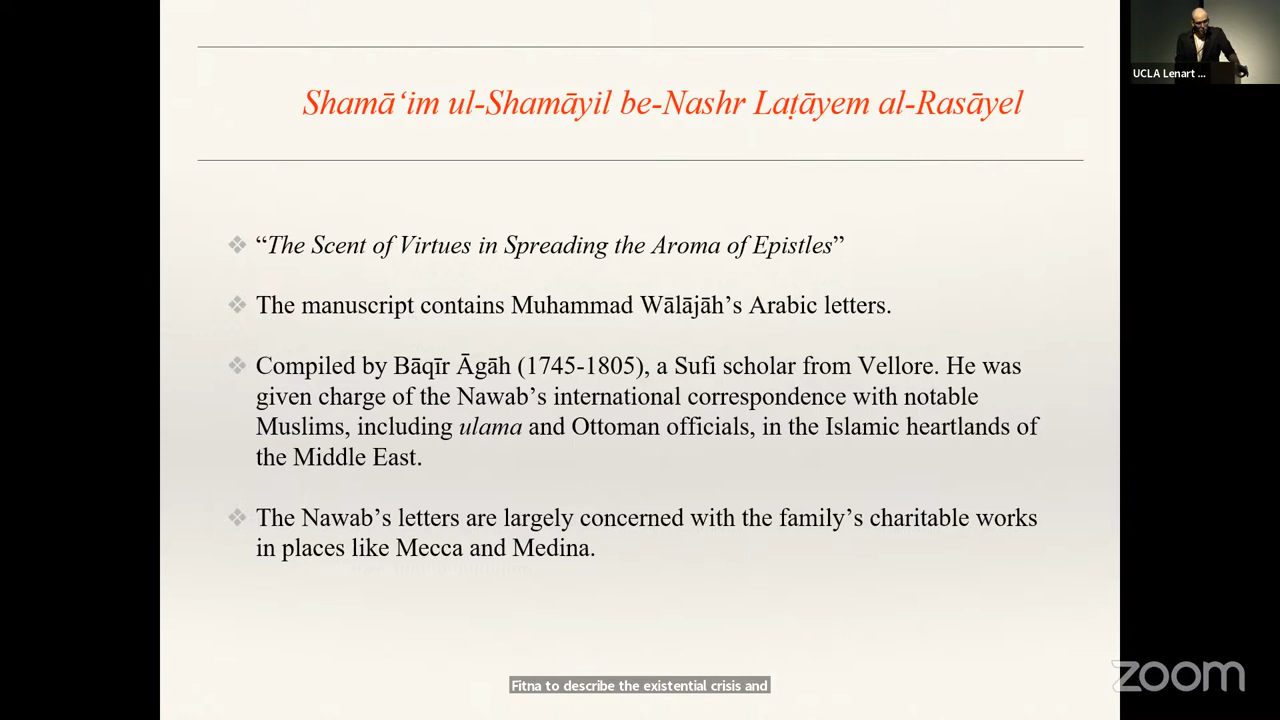 Shamā‘im ul-Shamāyil be-Nashr Laṭāyem al-Rasāyel
UCLA Lenart ...
❖ “The Scent of Virtues in Spreading the Aroma of Epistles”
❖ The manuscript contains Muhammad Wālājāh’s Arabic letters.
❖ Compiled by Bāqīr Āgāh (1745-1805), a Sufi scholar from Vellore. He was
given charge of the Nawab’s international correspondence with notable
Muslims, including ulama and Ottoman officials, in the Islamic heartlands of
the Middle East.
❖ The Nawab’s letters are largely concerned with the family’s charitable works
in places like Mecca and Medina.
Fitna to describe the existential crisis and
zoom